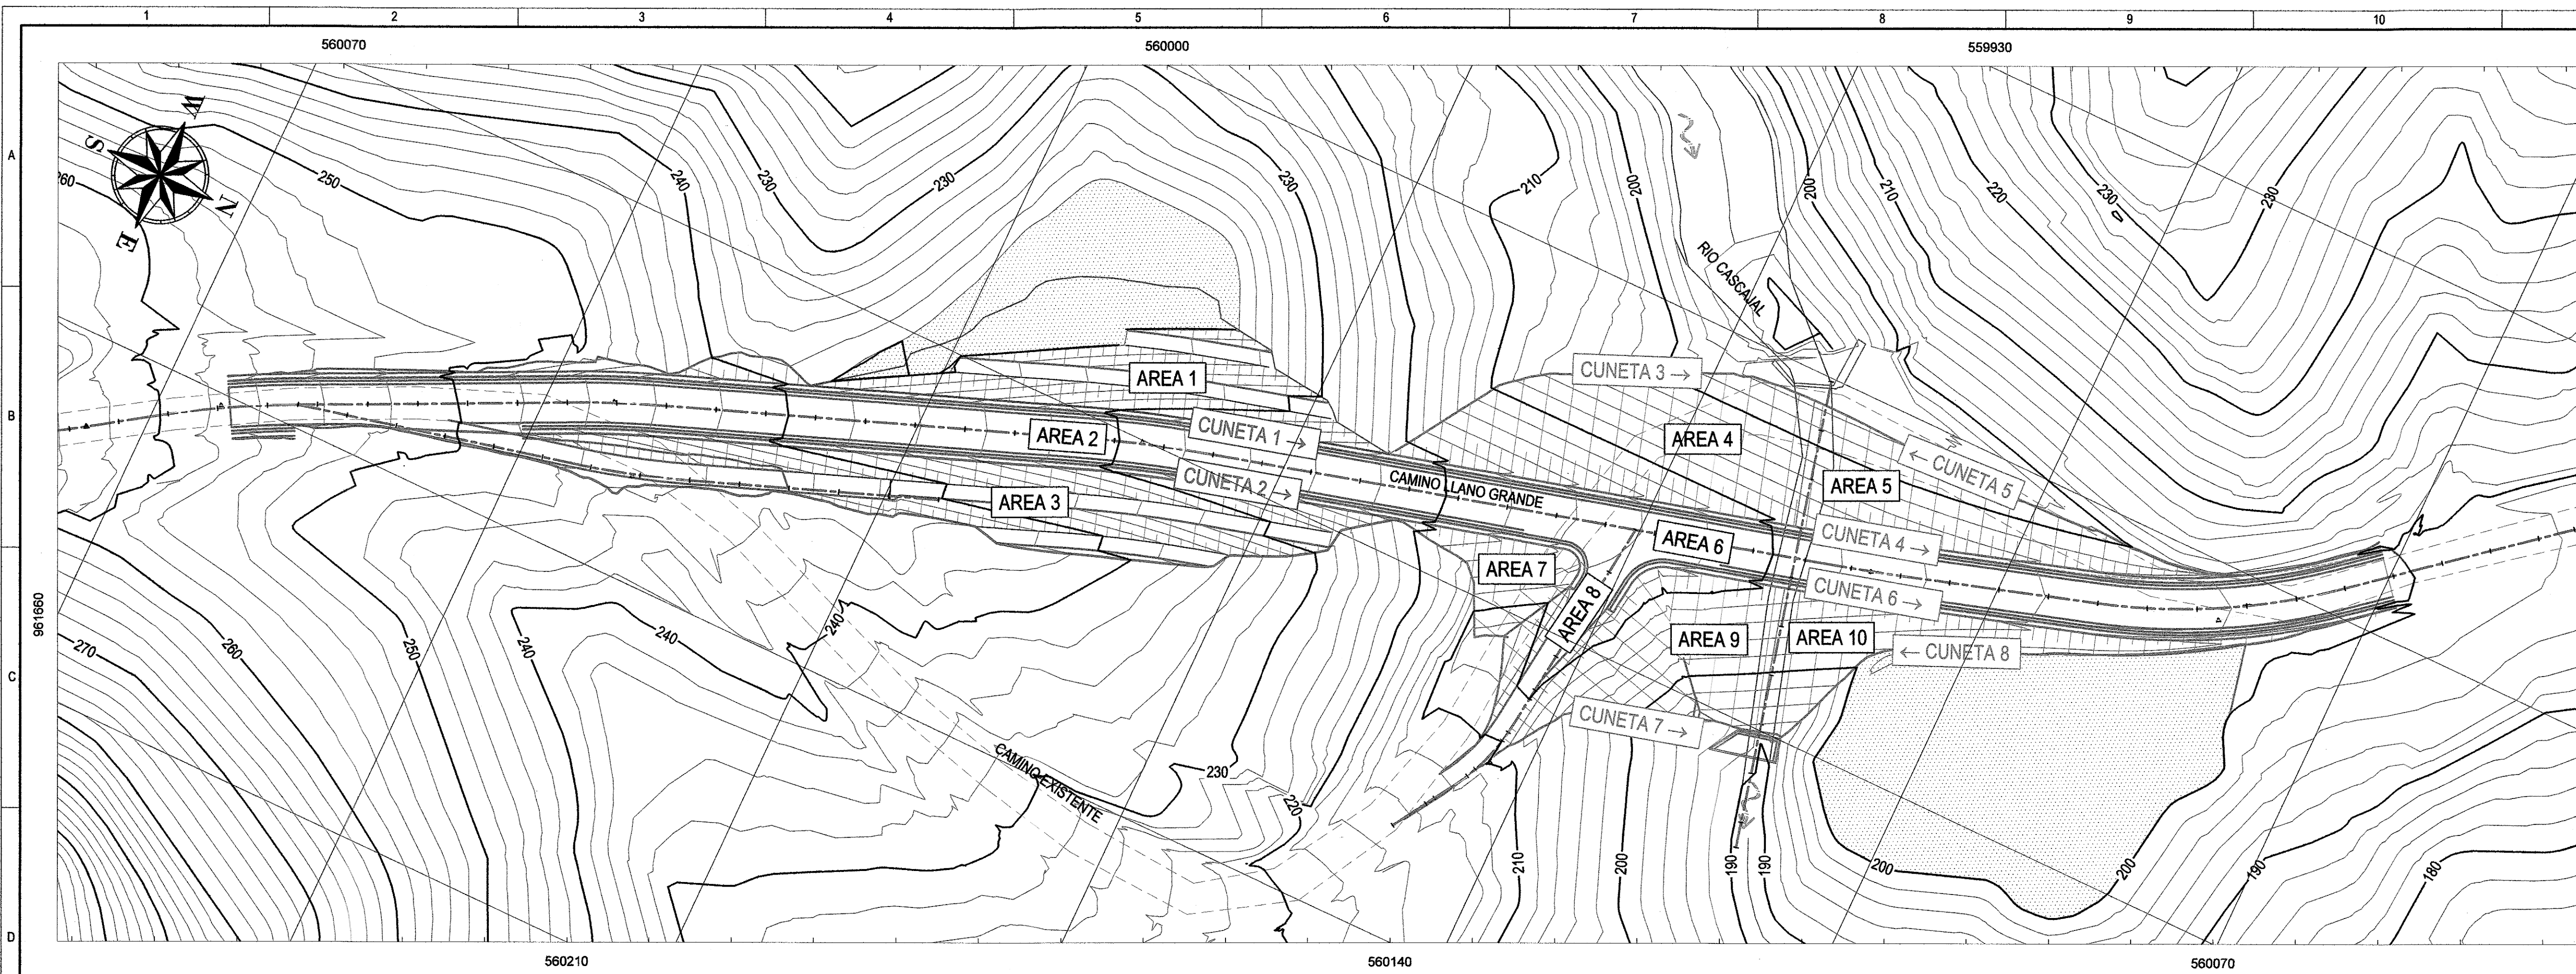 1 2 3 4 5 6 7 8 9 10
560070 560000 559930
A
B
C
D
W
S
N
E
260
250
240
230
230
230
210
200
200
210
220
230
230
RIO CASCAJAL
AREA 1
CUNETA 3 →
AREA 2
CUNETA 1 →
AREA 4
CUNETA 2 →
CAMINO LLANO GRANDE
AREA 5
← CUNETA 5
AREA 3
AREA 6
CUNETA 4 →
AREA 7
AREA 8
CUNETA 6 →
AREA 9
AREA 10
← CUNETA 8
CUNETA 7 →
961660
270
260
250
240
240
240
CAMINO EXISTENTE
230
220
210
200
190
190
200
200
190
180
560210 560140 560070